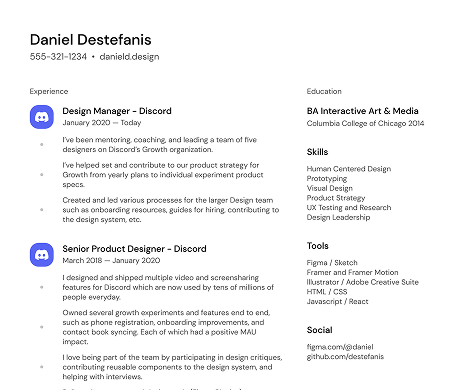 Daniel Destefanis
555-321-1234 • danield.design
Experience
Design Manager - Discord
January 2020 — Today
I've been mentoring, coaching, and leading a team of five
designers on Discord's Growth organization.
I've helped set and contribute to our product strategy for
Growth from yearly plans to individual experiment product
specs.
Created and led various processes for the larger Design team
such as onboarding resources, guides for hiring, contributing to
the design system, etc.
Senior Product Designer - Discord
March 2018 — January 2020
I designed and shipped multiple video and screensharing
features for Discord which are now used by tens of millions of
people everyday.
Owned several growth experiments and features end to end,
such as phone registration, onboarding improvements, and
contact book syncing. Each of which had a positive MAU
impact.
I love being part of the team by participating in design critiques,
contributing reusable components to the design system, and
helping with interviews.
Education
BA Interactive Art & Media
Columbia College of Chicago 2014
Skills
Human Centered Design
Prototyping
Visual Design
Product Strategy
UX Testing and Research
Design Leadership
Tools
Figma / Sketch
Framer and Framer Motion
Illustrator / Adobe Creative Suite
HTML / CSS
Javascript / React
Social
figma.com/@daniel
github.com/destefanis